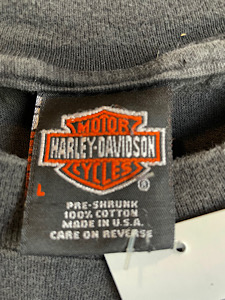 MOTOR
HARLEY-DAVIDSON
CYCLES
®
L
PRE-SHRUNK
100% COTTON
MADE IN U.S.A.
CARE ON REVERSE